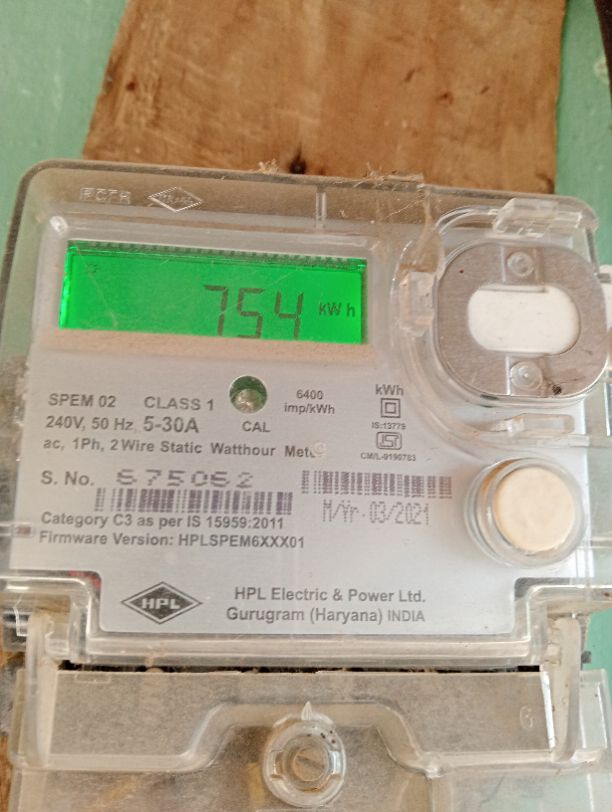 754 kWh
SPEM 02 CLASS 1
240V, 50 Hz, 5-30A
CAL
6400
imp/kWh
kWh
IS:13779
CM/L-9190783
ac, 1Ph, 2 Wire Static Watthour Meter
S. No. 675062
M/Yr. 03/2021
Category C3 as per IS 15959:2011
Firmware Version: HPLSPEM6XXX01
HPL
HPL Electric & Power Ltd.
Gurugram (Haryana) INDIA